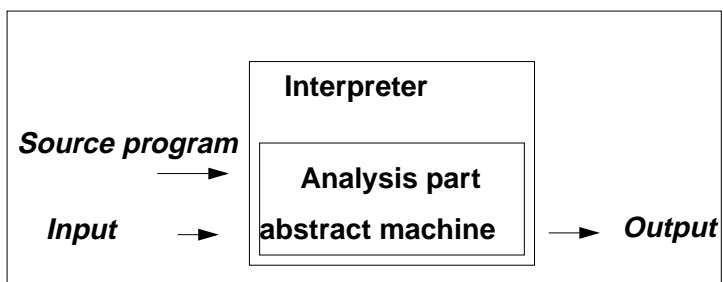 Interpreter
Source program
Analysis part
Input
abstract machine
Output